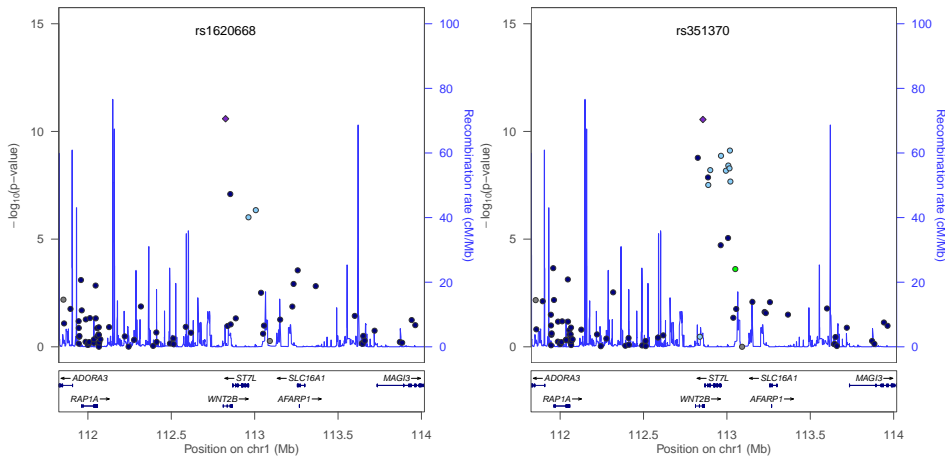 rs1620668
15
10
5
0
− log10(p−value)
100
80
60
40
20
0
Recombination rate (cM/Mb)
ADORA3
ST7L
SLC16A1
MAGI3
RAP1A
WNT2B
AFARP1
112
112.5
113
113.5
114
Position on chr1 (Mb)
rs351370
15
10
5
0
− log10(p−value)
100
80
60
40
20
0
Recombination rate (cM/Mb)
ADORA3
ST7L
SLC16A1
MAGI3
RAP1A
WNT2B
AFARP1
112
112.5
113
113.5
114
Position on chr1 (Mb)